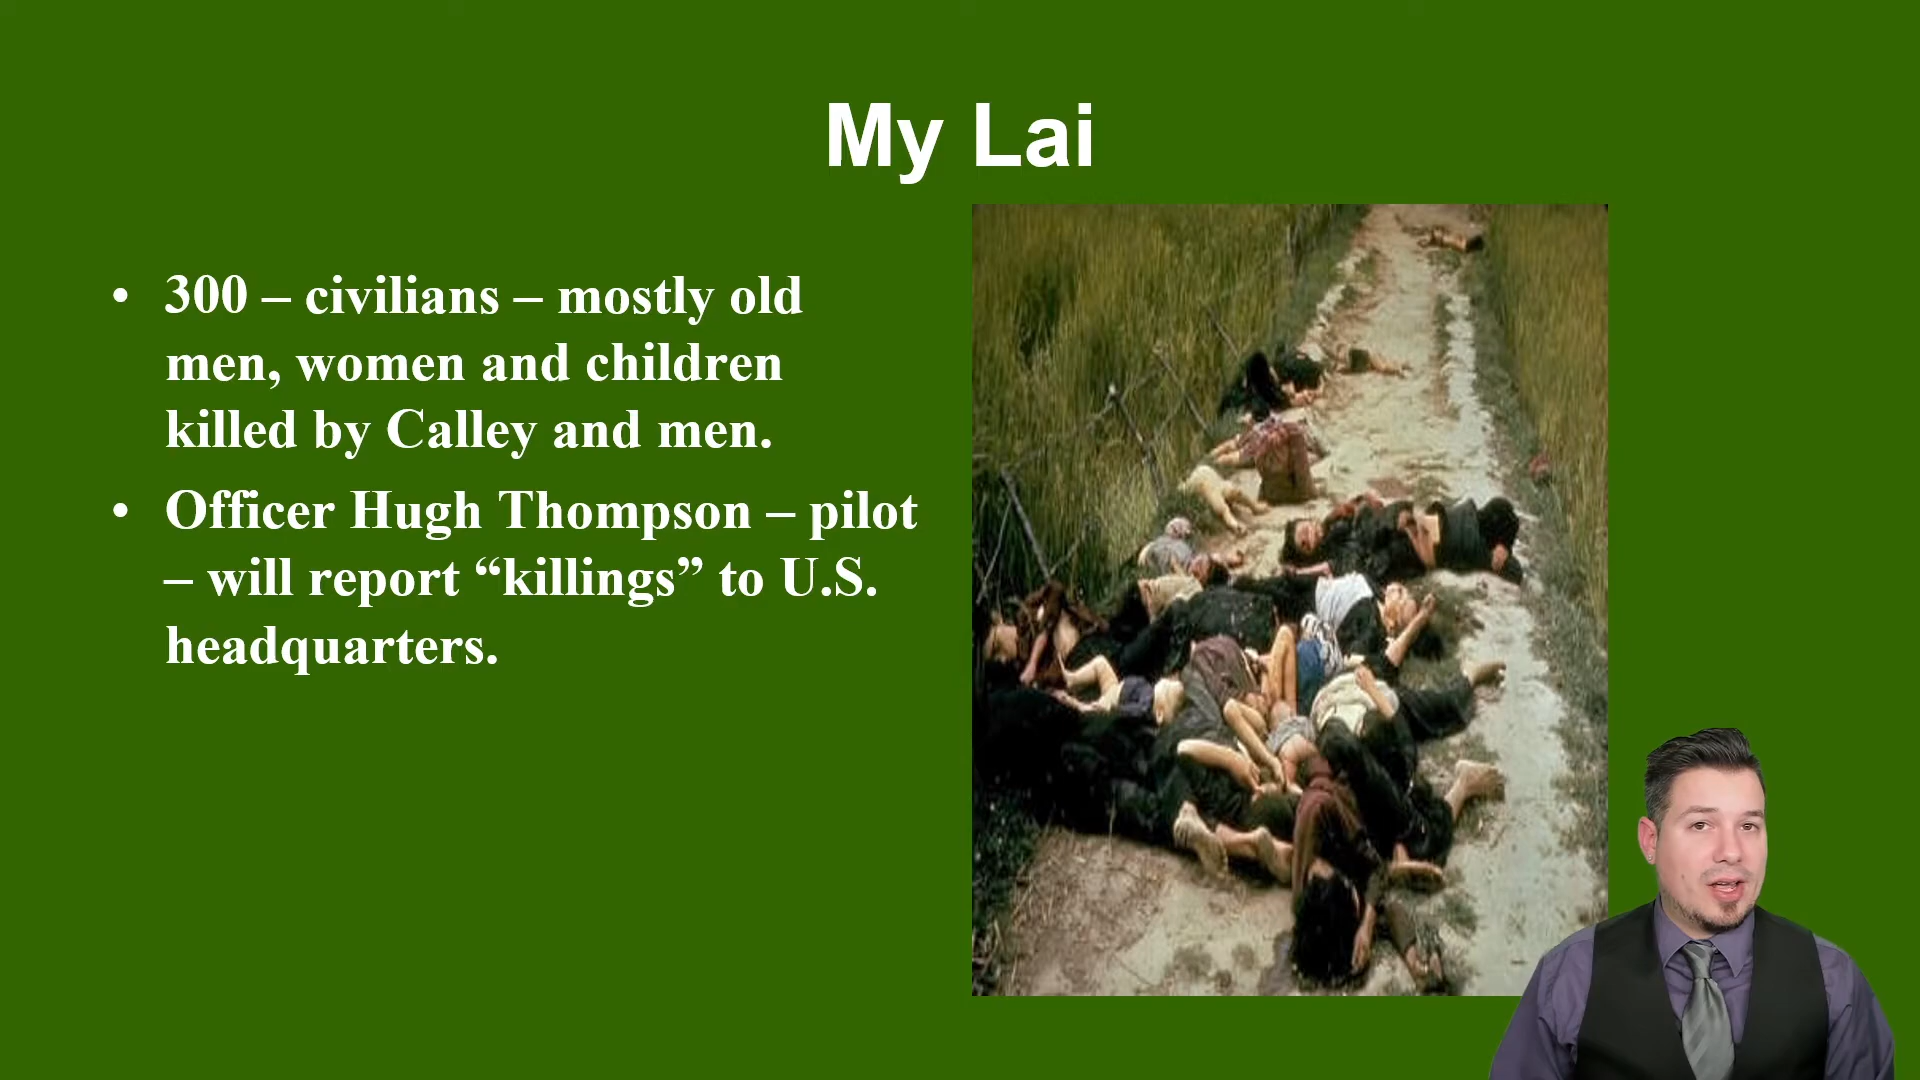 My Lai
• 300 – civilians – mostly old
men, women and children
killed by Calley and men.
• Officer Hugh Thompson – pilot
– will report “killings” to U.S.
headquarters.